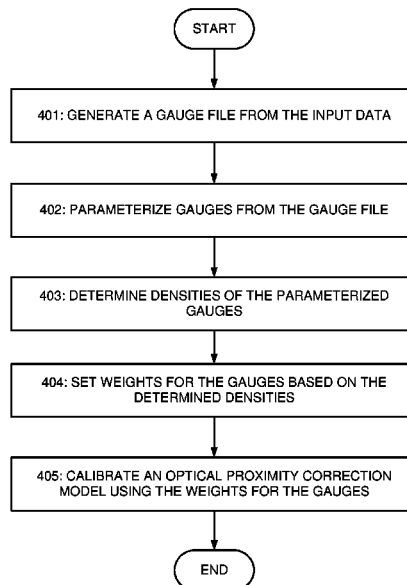 START
401: GENERATE A GAUGE FILE FROM THE INPUT DATA
402: PARAMETERIZE GAUGES FROM THE GAUGE FILE
403: DETERMINE DENSITIES OF THE PARAMETERIZED
GAUGES
404: SET WEIGHTS FOR THE GAUGES BASED ON THE
DETERMINED DENSITIES
405: CALIBRATE AN OPTICAL PROXIMITY CORRECTION
MODEL USING THE WEIGHTS FOR THE GAUGES
END